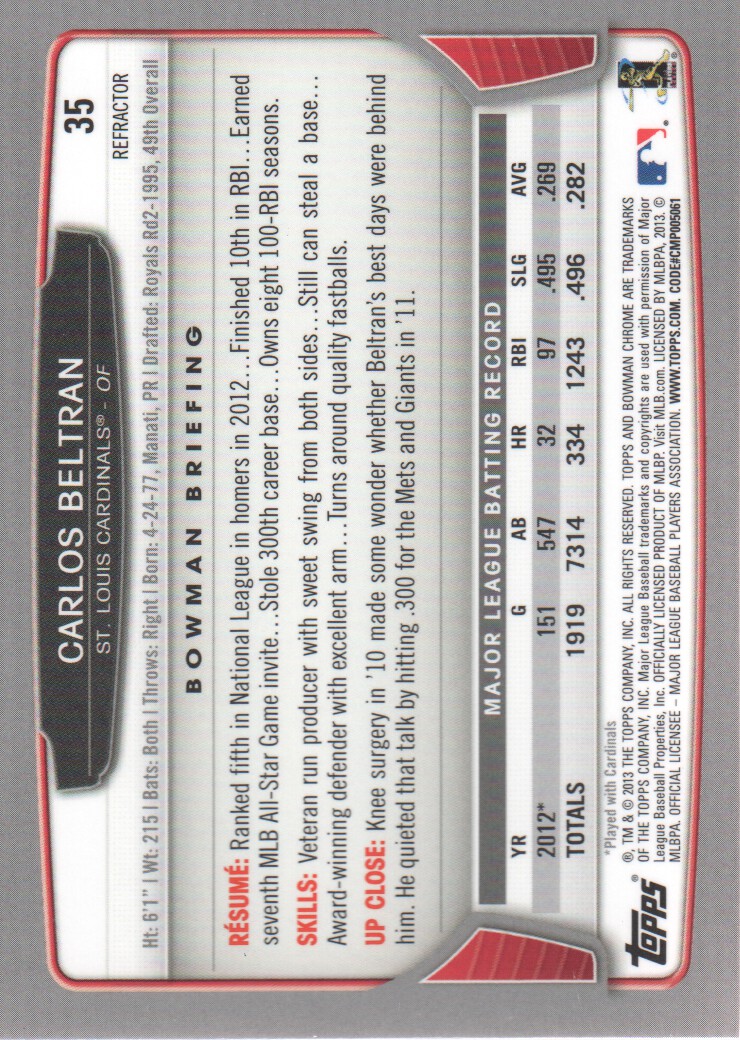 35
REFRACTOR
CARLOS BELTRAN
ST. LOUIS CARDINALS® - OF
Ht: 6'1" | Wt: 215 | Bats: Both | Throws: Right | Born: 4-24-77, Manati, PR | Drafted: Royals Rd2-1995, 49th Overall
BOWMAN BRIEFING
RÉSUMÉ: Ranked fifth in National League in homers in 2012...Finished 10th in RBI...Earned
seventh MLB All-Star Game invite...Stole 300th career base...Owns eight 100-RBI seasons.
SKILLS: Veteran run producer with sweet swing from both sides...Still can steal a base...
Award-winning defender with excellent arm...Turns around quality fastballs.
UP CLOSE: Knee surgery in '10 made some wonder whether Beltran's best days were behind
him. He quieted that talk by hitting .300 for the Mets and Giants in '11.
MAJOR LEAGUE BATTING RECORD
YR G AB HR RBI SLG AVG
2012* 151 547 32 97 .495 .269
TOTALS 1919 7314 334 1243 .496 .282
*Played with Cardinals
topps
®, TM & © 2013 THE TOPPS COMPANY, INC. ALL RIGHTS RESERVED. TOPPS AND BOWMAN CHROME ARE TRADEMARKS
OF THE TOPPS COMPANY, INC. Major League Baseball trademarks and copyrights are used with permission of Major
League Baseball Properties, Inc. OFFICIALLY LICENSED PRODUCT OF MLBP. Visit MLB.com. LICENSED BY MLBPA, 2013. ©
MLBPA. OFFICIAL LICENSEE – MAJOR LEAGUE BASEBALL PLAYERS ASSOCIATION. WWW.TOPPS.COM. CODE#CMP005061